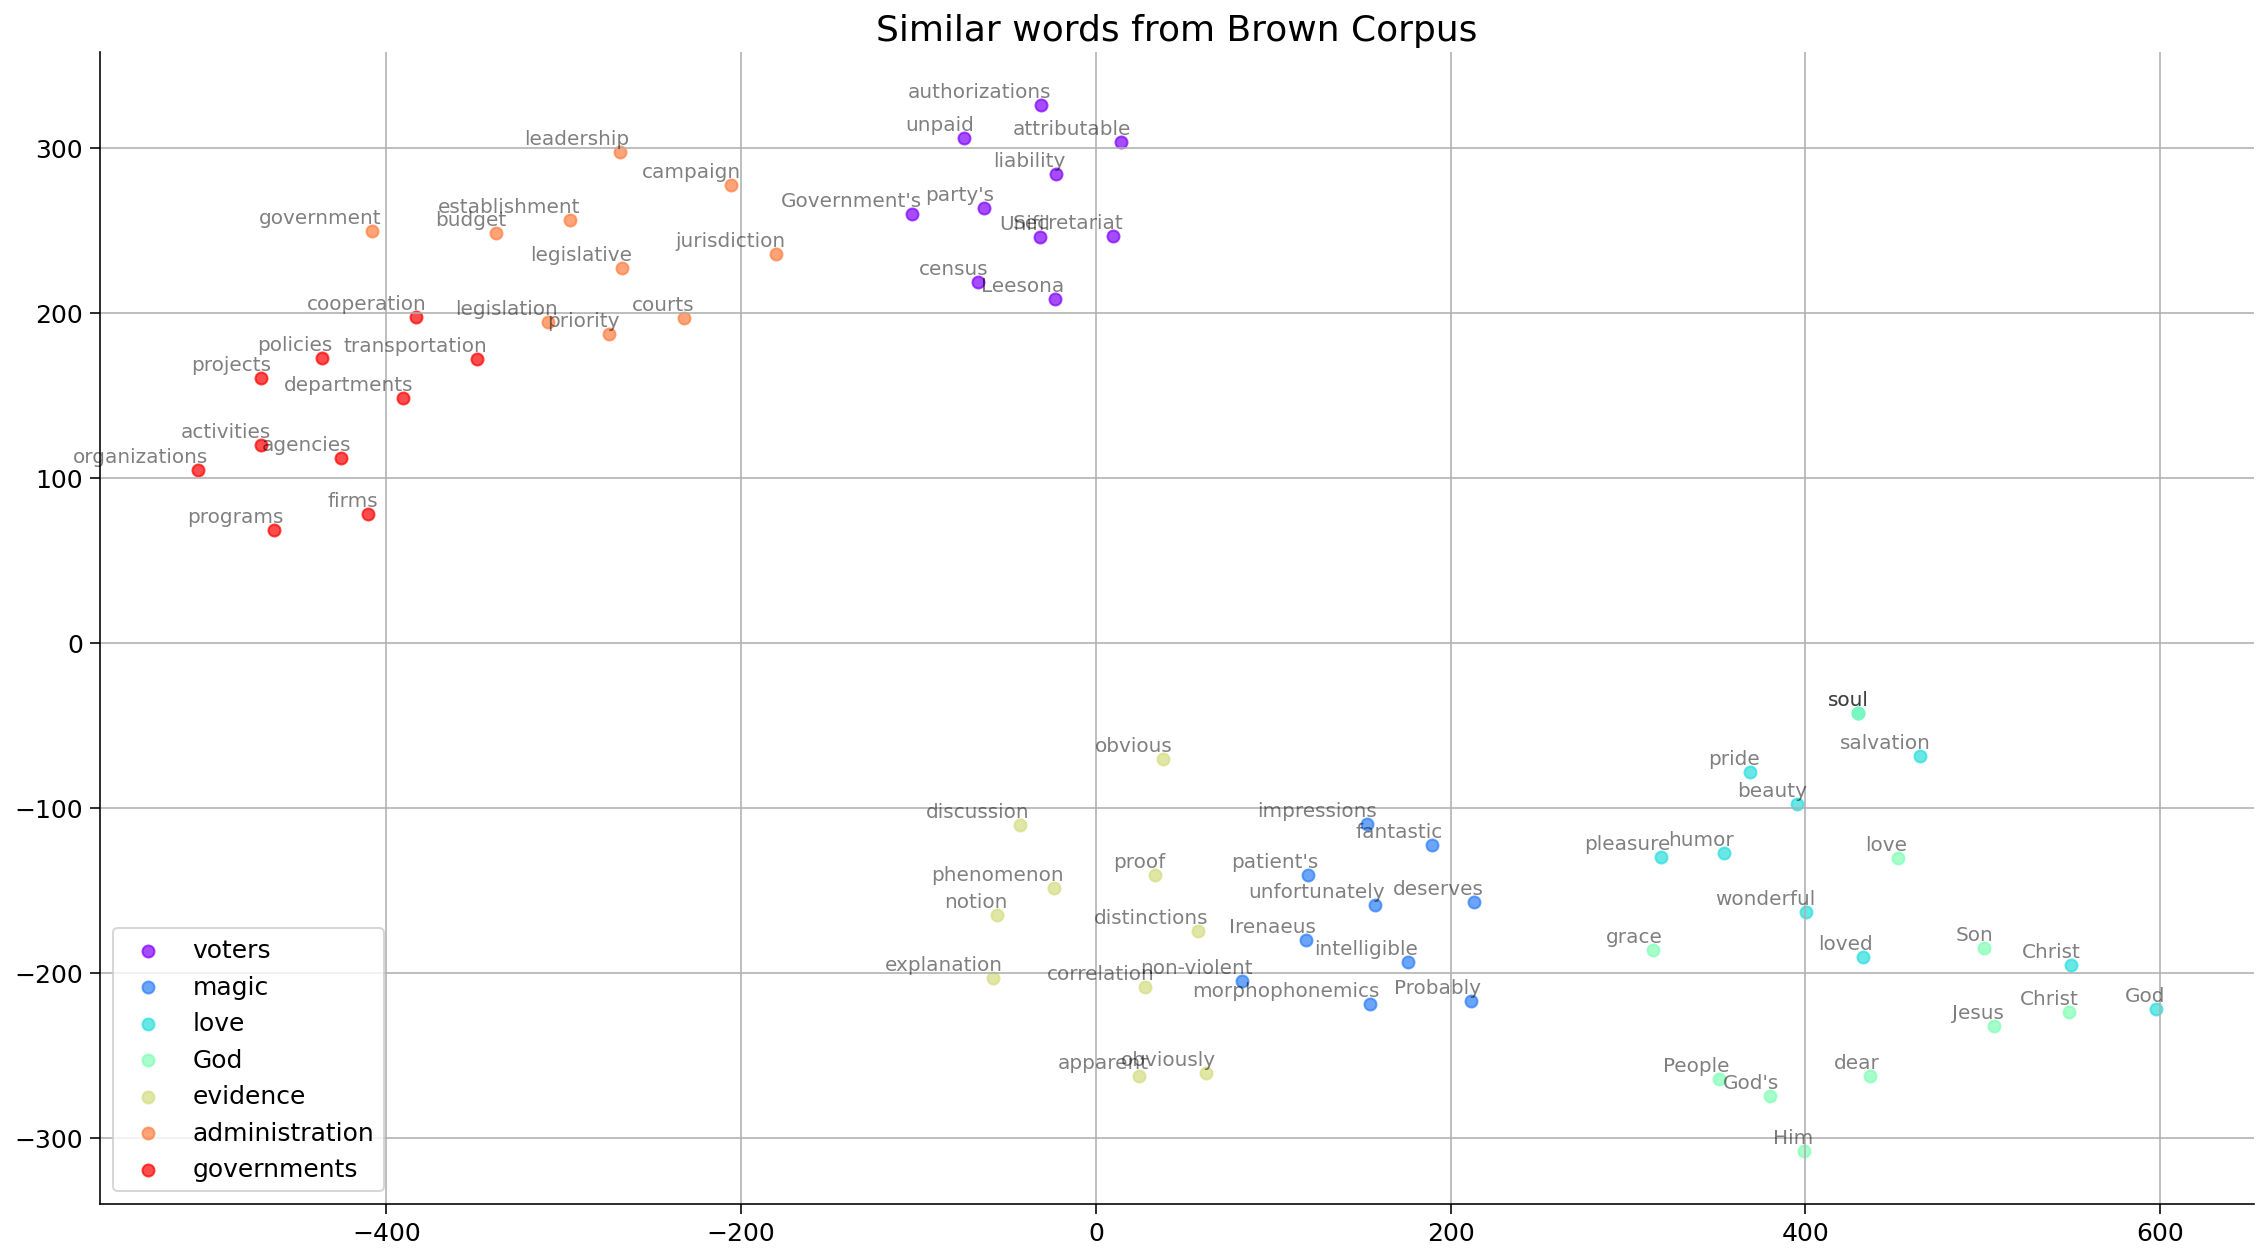 Similar words from Brown Corpus
authorizations
unpaid
attributable
leadership
liability
campaign
party's
Government's
establishment
government
budget
Secretariat
jurisdiction
legislative
census
Leesona
cooperation
legislation
courts
priority
policies
transportation
projects
departments
activities
agencies
organizations
firms
programs
soul
obvious
salvation
pride
beauty
discussion
impressions
fantastic
pleasure
humor
love
proof
patient's
phenomenon
unfortunately
deserves
notion
wonderful
distinctions
Irenaeus
grace
Son
loved
intelligible
Christ
explanation
correlation
non-violent
morphophonemics
Probably
Christ
God
Jesus
apparent
obviously
People
dear
God's
Him
voters
magic
love
God
evidence
administration
governments
300
200
100
0
−100
−200
−300
−400
−200
0
200
400
600